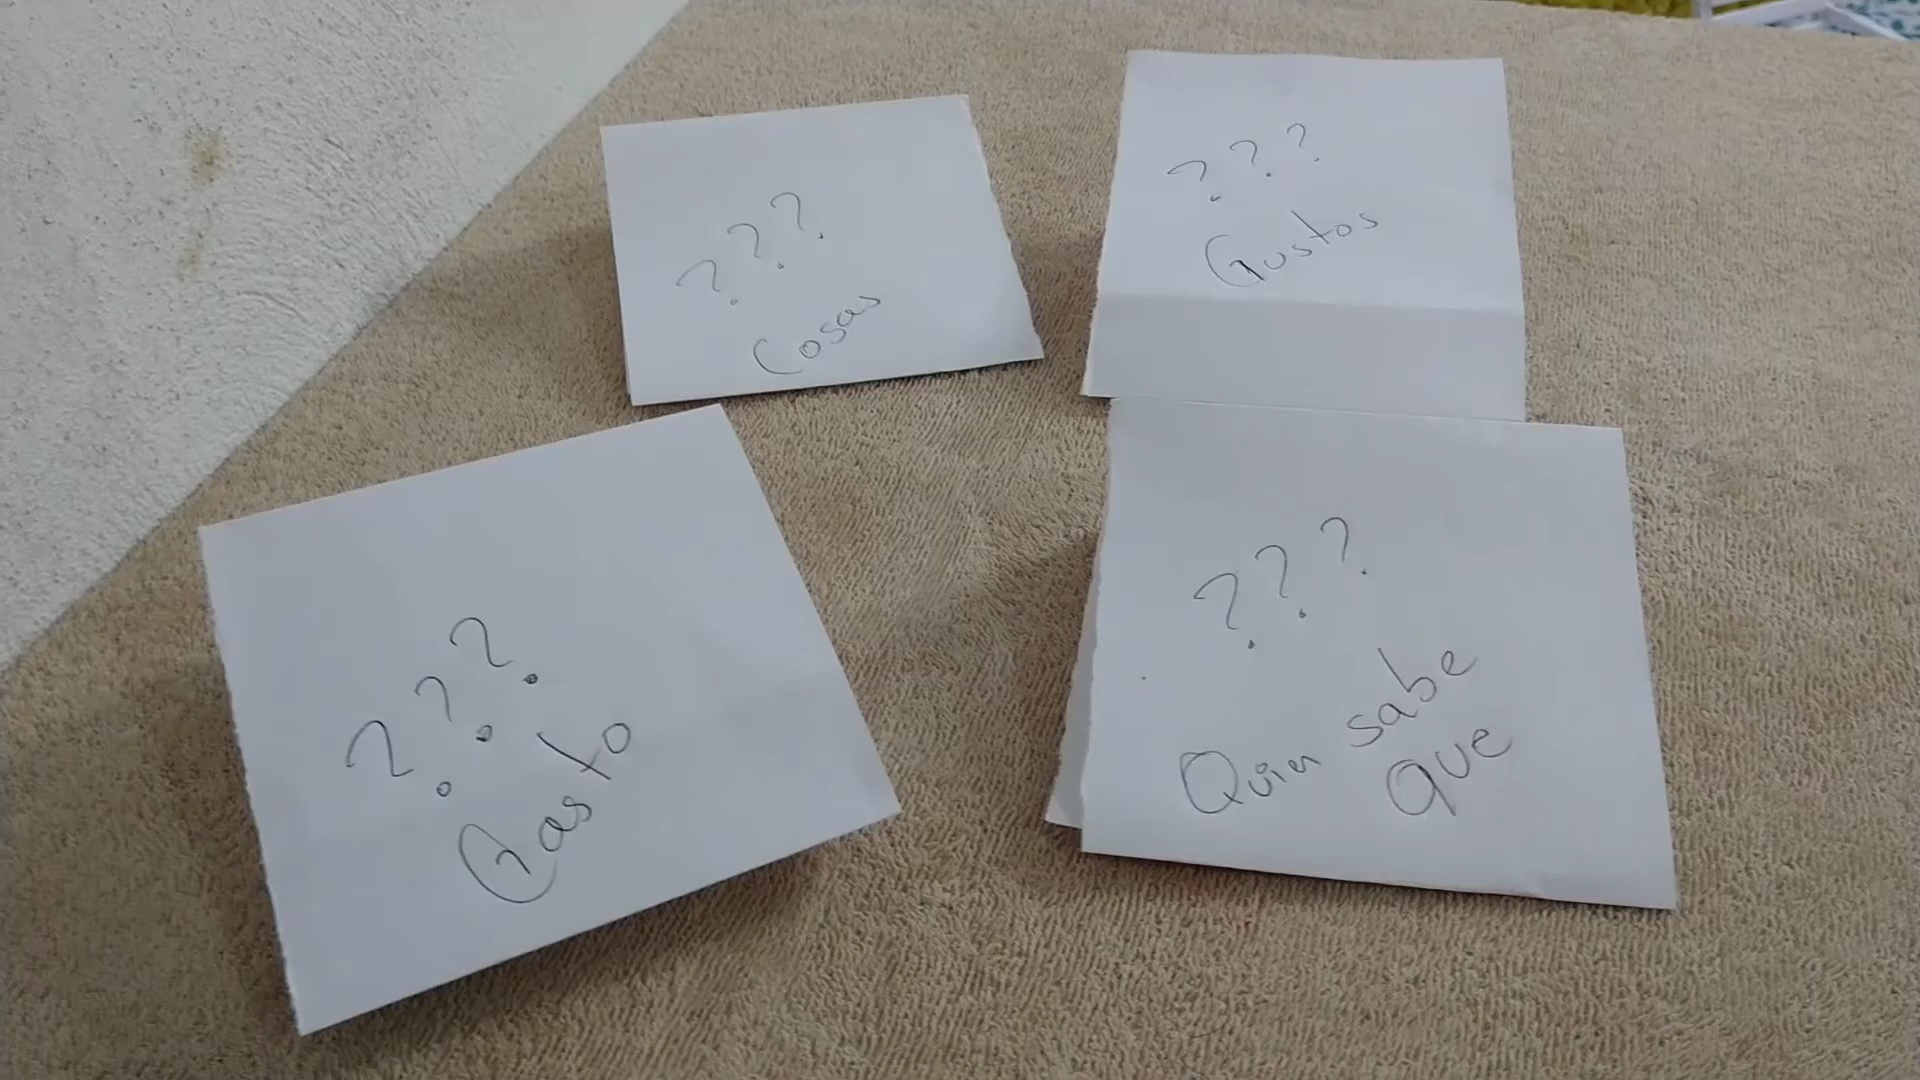 ? ? ?
Cosas
? ? ?
Gustos
? ? ?
Gasto
? ? ?
Quien sabe
que